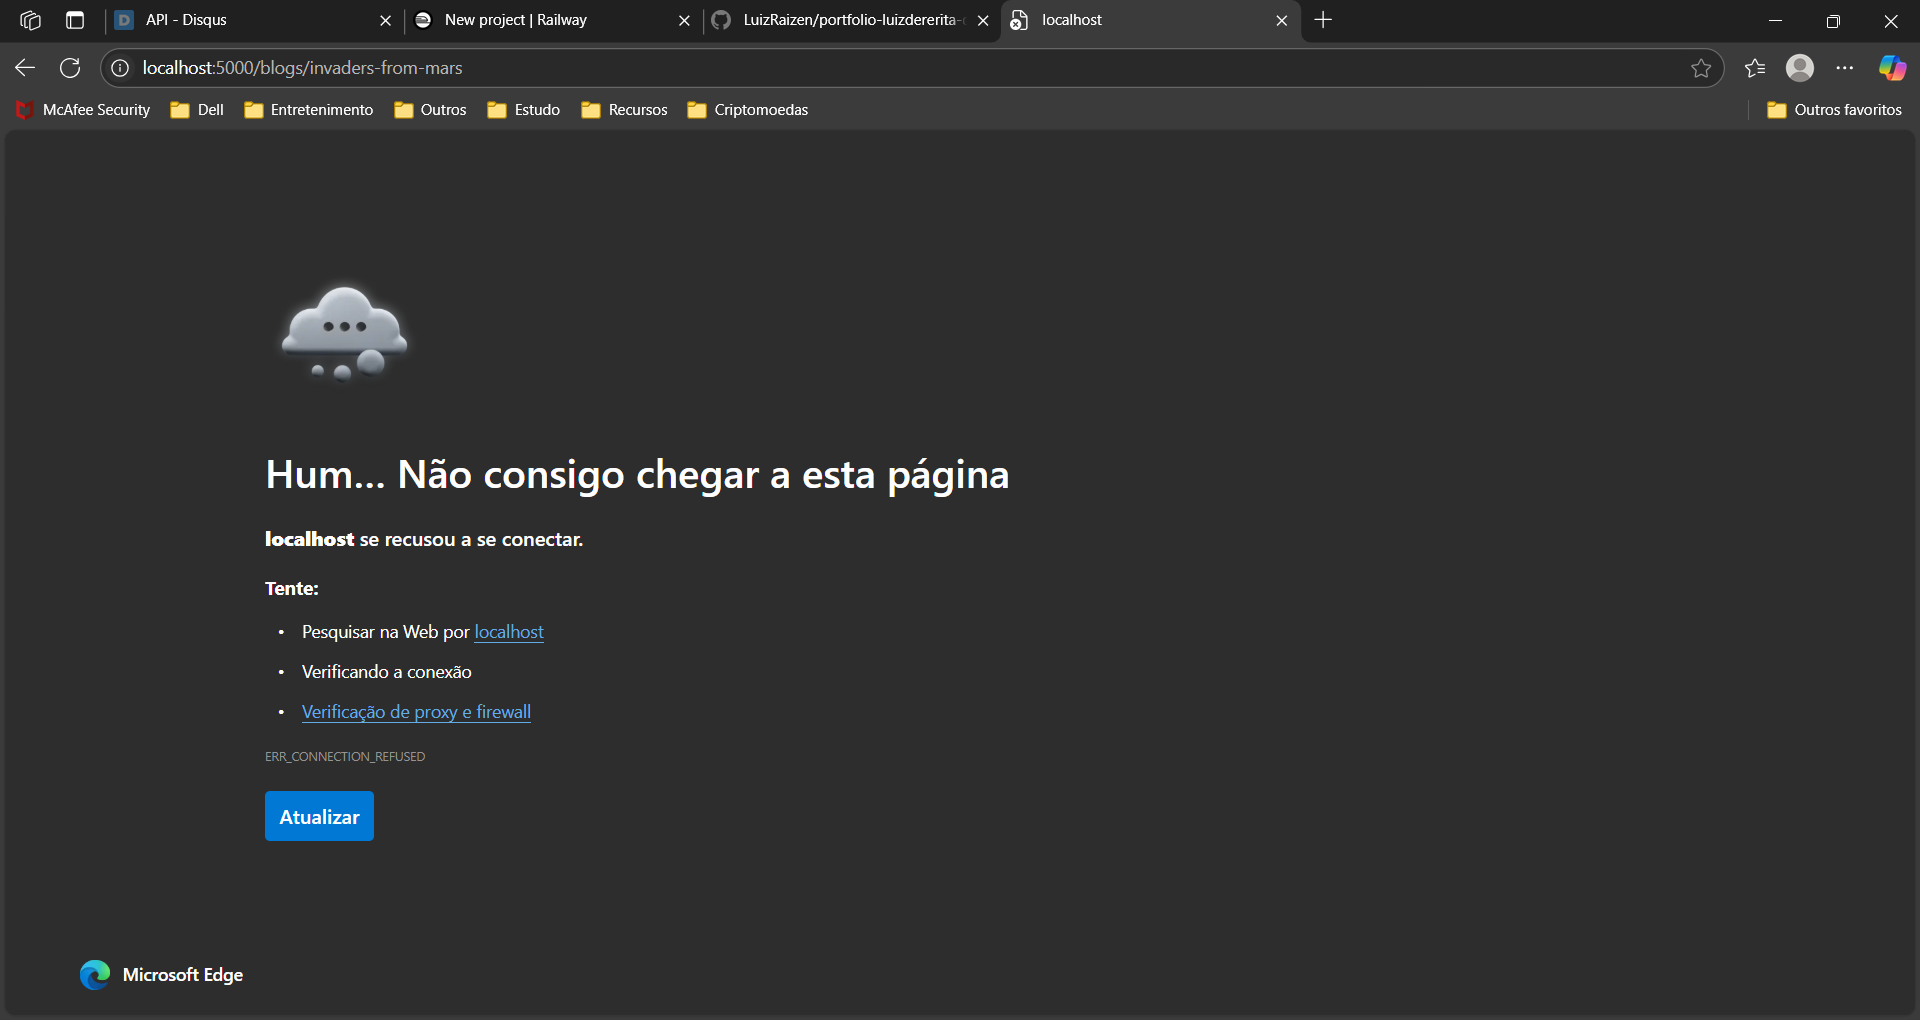 API - Disqus
New project | Railway
LuizRaizen/portfolio-luizdererita-
localhost
localhost:5000/blogs/invaders-from-mars
McAfee Security
Dell
Entretenimento
Outros
Estudo
Recursos
Criptomoedas
Outros favoritos
Hum... Não consigo chegar a esta página
localhost se recusou a se conectar.
Tente:
• Pesquisar na Web por localhost
• Verificando a conexão
• Verificação de proxy e firewall
ERR_CONNECTION_REFUSED
Atualizar
Microsoft Edge